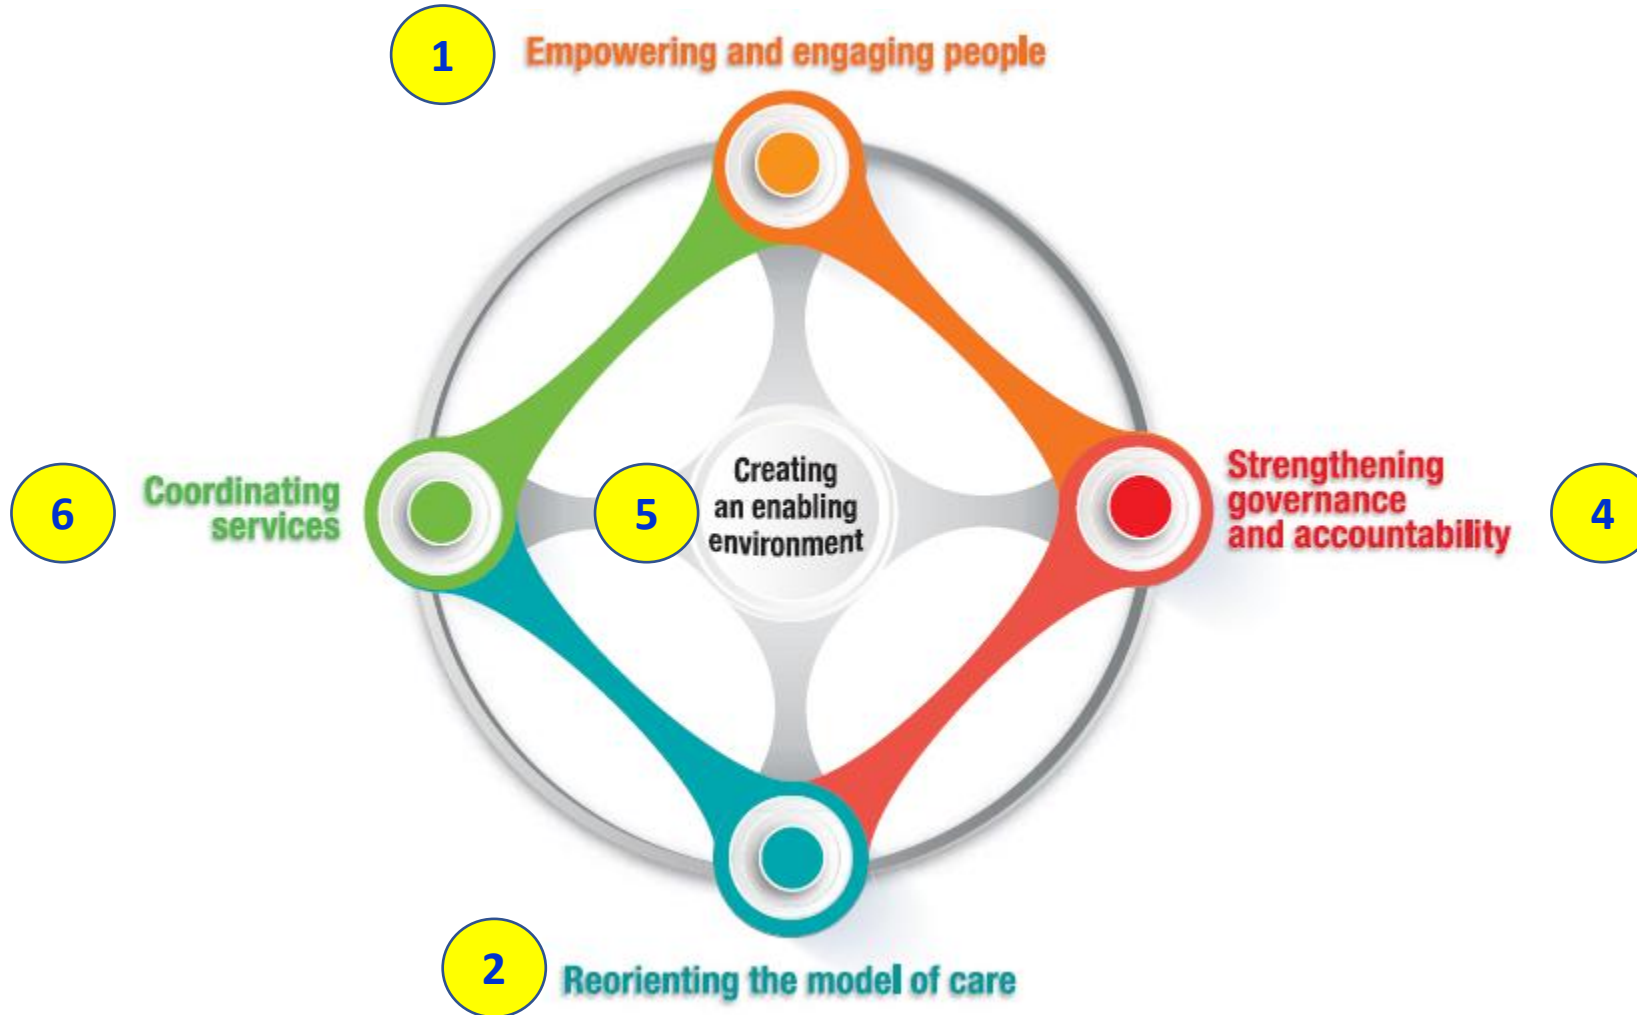 1
Empowering and engaging people
6
Coordinating
services
5
Creating
an enabling
environment
Strengthening
governance
and accountability
4
2
Reorienting the model of care